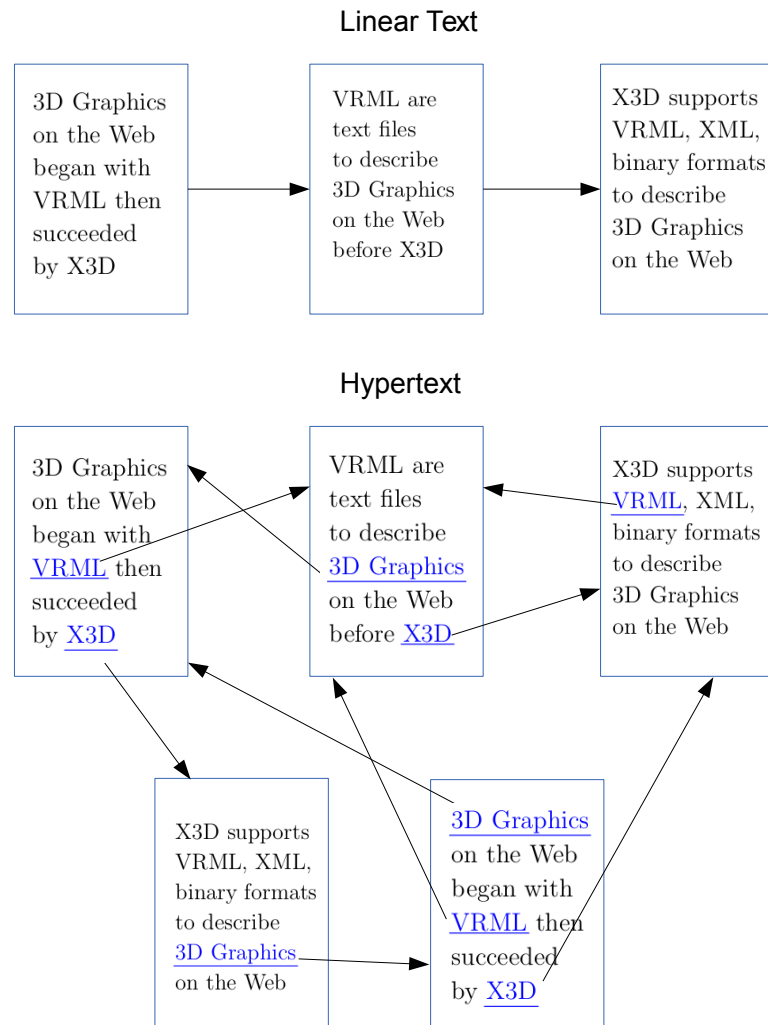 Linear Text
3D Graphics
on the Web
began with
VRML then
succeeded
by X3D
VRML are
text files
to describe
3D Graphics
on the Web
before X3D
X3D supports
VRML, XML,
binary formats
to describe
3D Graphics
on the Web
Hypertext
3D Graphics
on the Web
began with
VRML then
succeeded
by X3D
VRML are
text files
to describe
3D Graphics
on the Web
before X3D
X3D supports
VRML, XML,
binary formats
to describe
3D Graphics
on the Web
X3D supports
VRML, XML,
binary formats
to describe
3D Graphics
on the Web
3D Graphics
on the Web
began with
VRML then
succeeded
by X3D